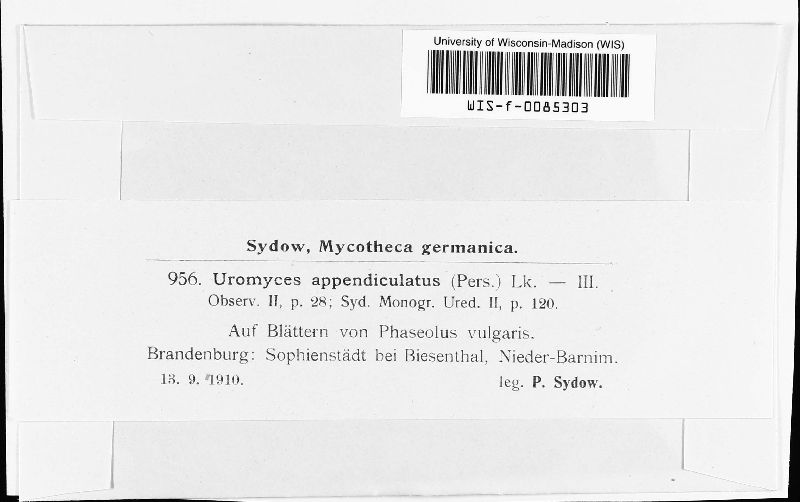 University of Wisconsin-Madison (WIS)
WIS-f-0085303
Sydow, Mycotheca germanica.
956. Uromyces appendiculatus (Pers.) Lk. — III.
Observ. II, p. 28; Syd. Monogr. Ured. II, p. 120.
Auf Blättern von Phaseolus vulgaris.
Brandenburg: Sophienstädt bei Biesenthal, Nieder-Barnim.
13. 9. 1910. leg. P. Sydow.